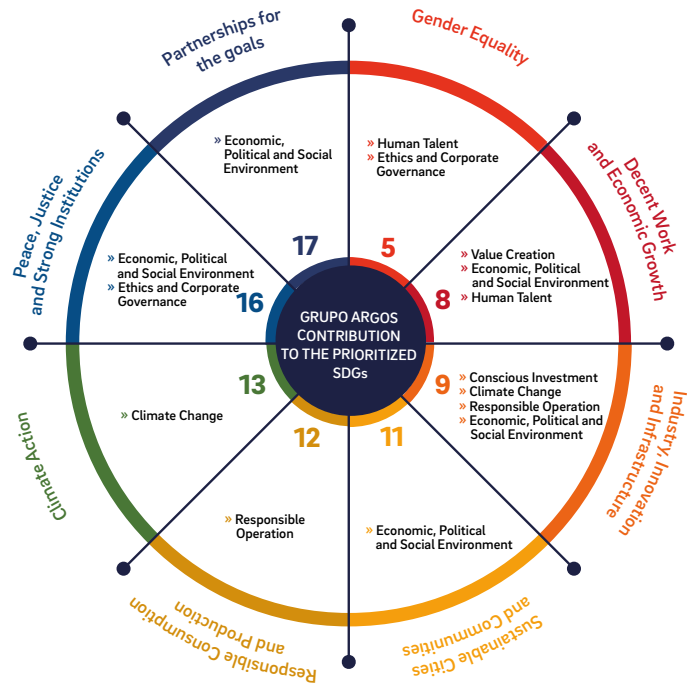 Partnerships for
the goals
Gender Equality
Decent Work
and Economic Growth
Industry, Innovation
and Infrastructure
Sustainable Cities
and Communities
Responsible Consumption
and Production
Climate Action
Peace, Justice
and Strong Institutions
» Economic,
Political and Social
Environment
17
» Human Talent
» Ethics and Corporate
Governance
5
» Value Creation
» Economic, Political
and Social Environment
» Human Talent
8
» Conscious Investment
» Climate Change
» Responsible Operation
» Economic, Political and
Social Environment
9
» Economic, Political
and Social Environment
11
» Responsible
Operation
12
» Climate Change
13
» Economic, Political
and Social Environment
» Ethics and Corporate
Governance
16
GRUPO ARGOS
CONTRIBUTION
TO THE PRIORITIZED
SDGs